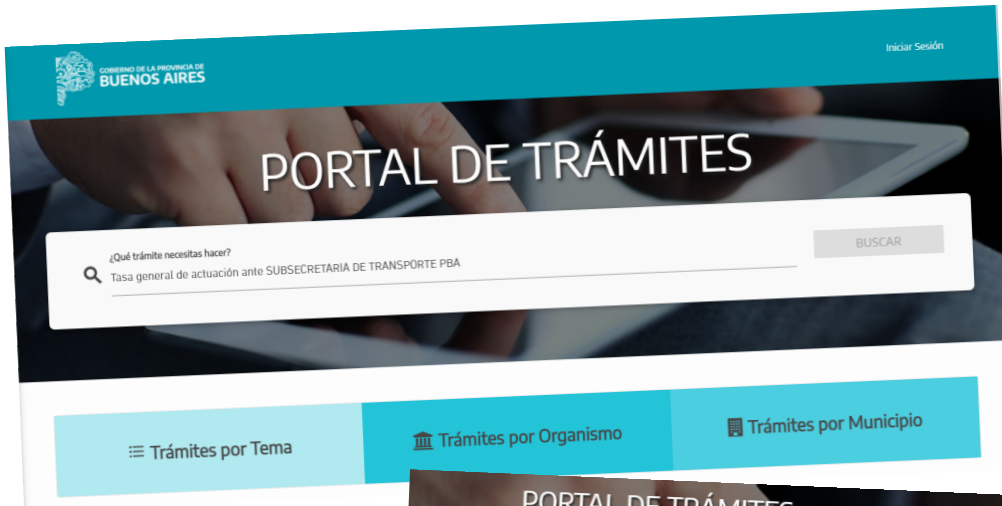 GOBIERNO DE LA PROVINCIA DE
BUENOS AIRES
Iniciar Sesión
PORTAL DE TRÁMITES
¿Qué trámite necesitas hacer?
Tasa general de actuación ante SUBSECRETARIA DE TRANSPORTE PBA
BUSCAR
Trámites por Tema
Trámites por Organismo
Trámites por Municipio
PORTAL DE TRÁMITES